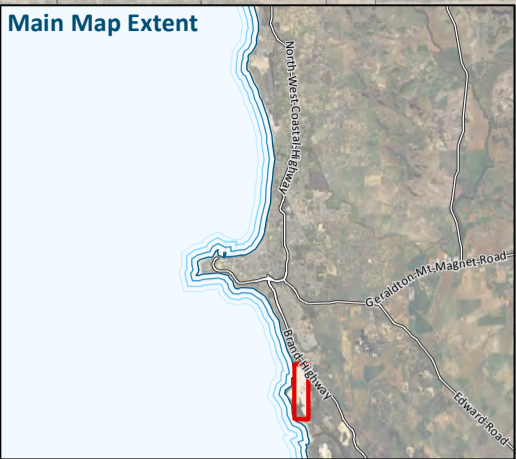 Main Map Extent
North-West-Coastal-Highway
Geraldton-Mt-Magnet-Road
Brand-Highway
Edward-Road